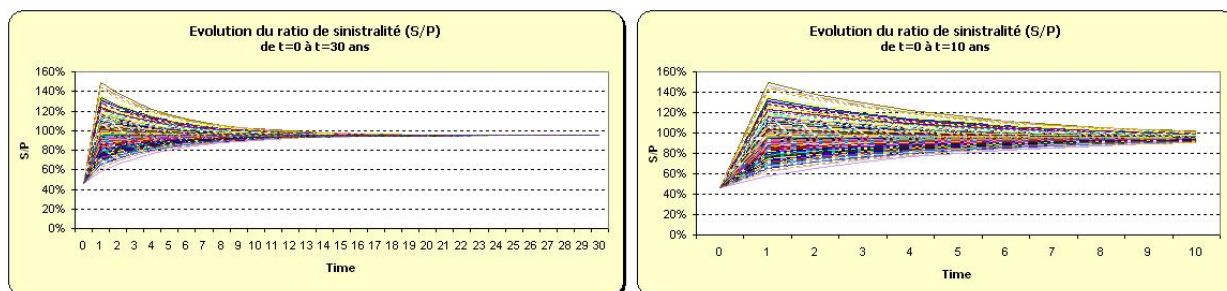 Evolution du ratio de sinistralité (S/P)
de t=0 à t=30 ans
160%
140%
120%
100%
80%
60%
40%
20%
0%
S/P
0 1 2 3 4 5 6 7 8 9 10 11 12 13 14 15 16 17 18 19 20 21 22 23 24 25 26 27 28 29 30
Time
Evolution du ratio de sinistralité (S/P)
de t=0 à t=10 ans
160%
140%
120%
100%
80%
60%
40%
20%
0%
S/P
0 1 2 3 4 5 6 7 8 9 10
Time